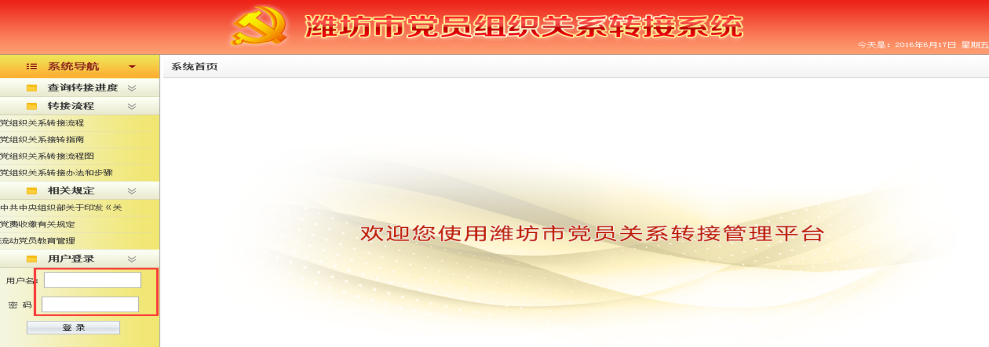 潍坊市党员组织关系转接系统
今天是：2016年6月17日 星期五
系统导航
系统首页
查询转接进度
转接流程
党组织关系转接流程
党组织关系接转指南
党组织关系转接流程图
党组织关系转接办法和步骤
相关规定
中共中央组织部关于印发《关
党费收缴有关规定
流动党员教育管理
用户登录
用户名:
密 码
登 录
欢迎您使用潍坊市党员关系转接管理平台